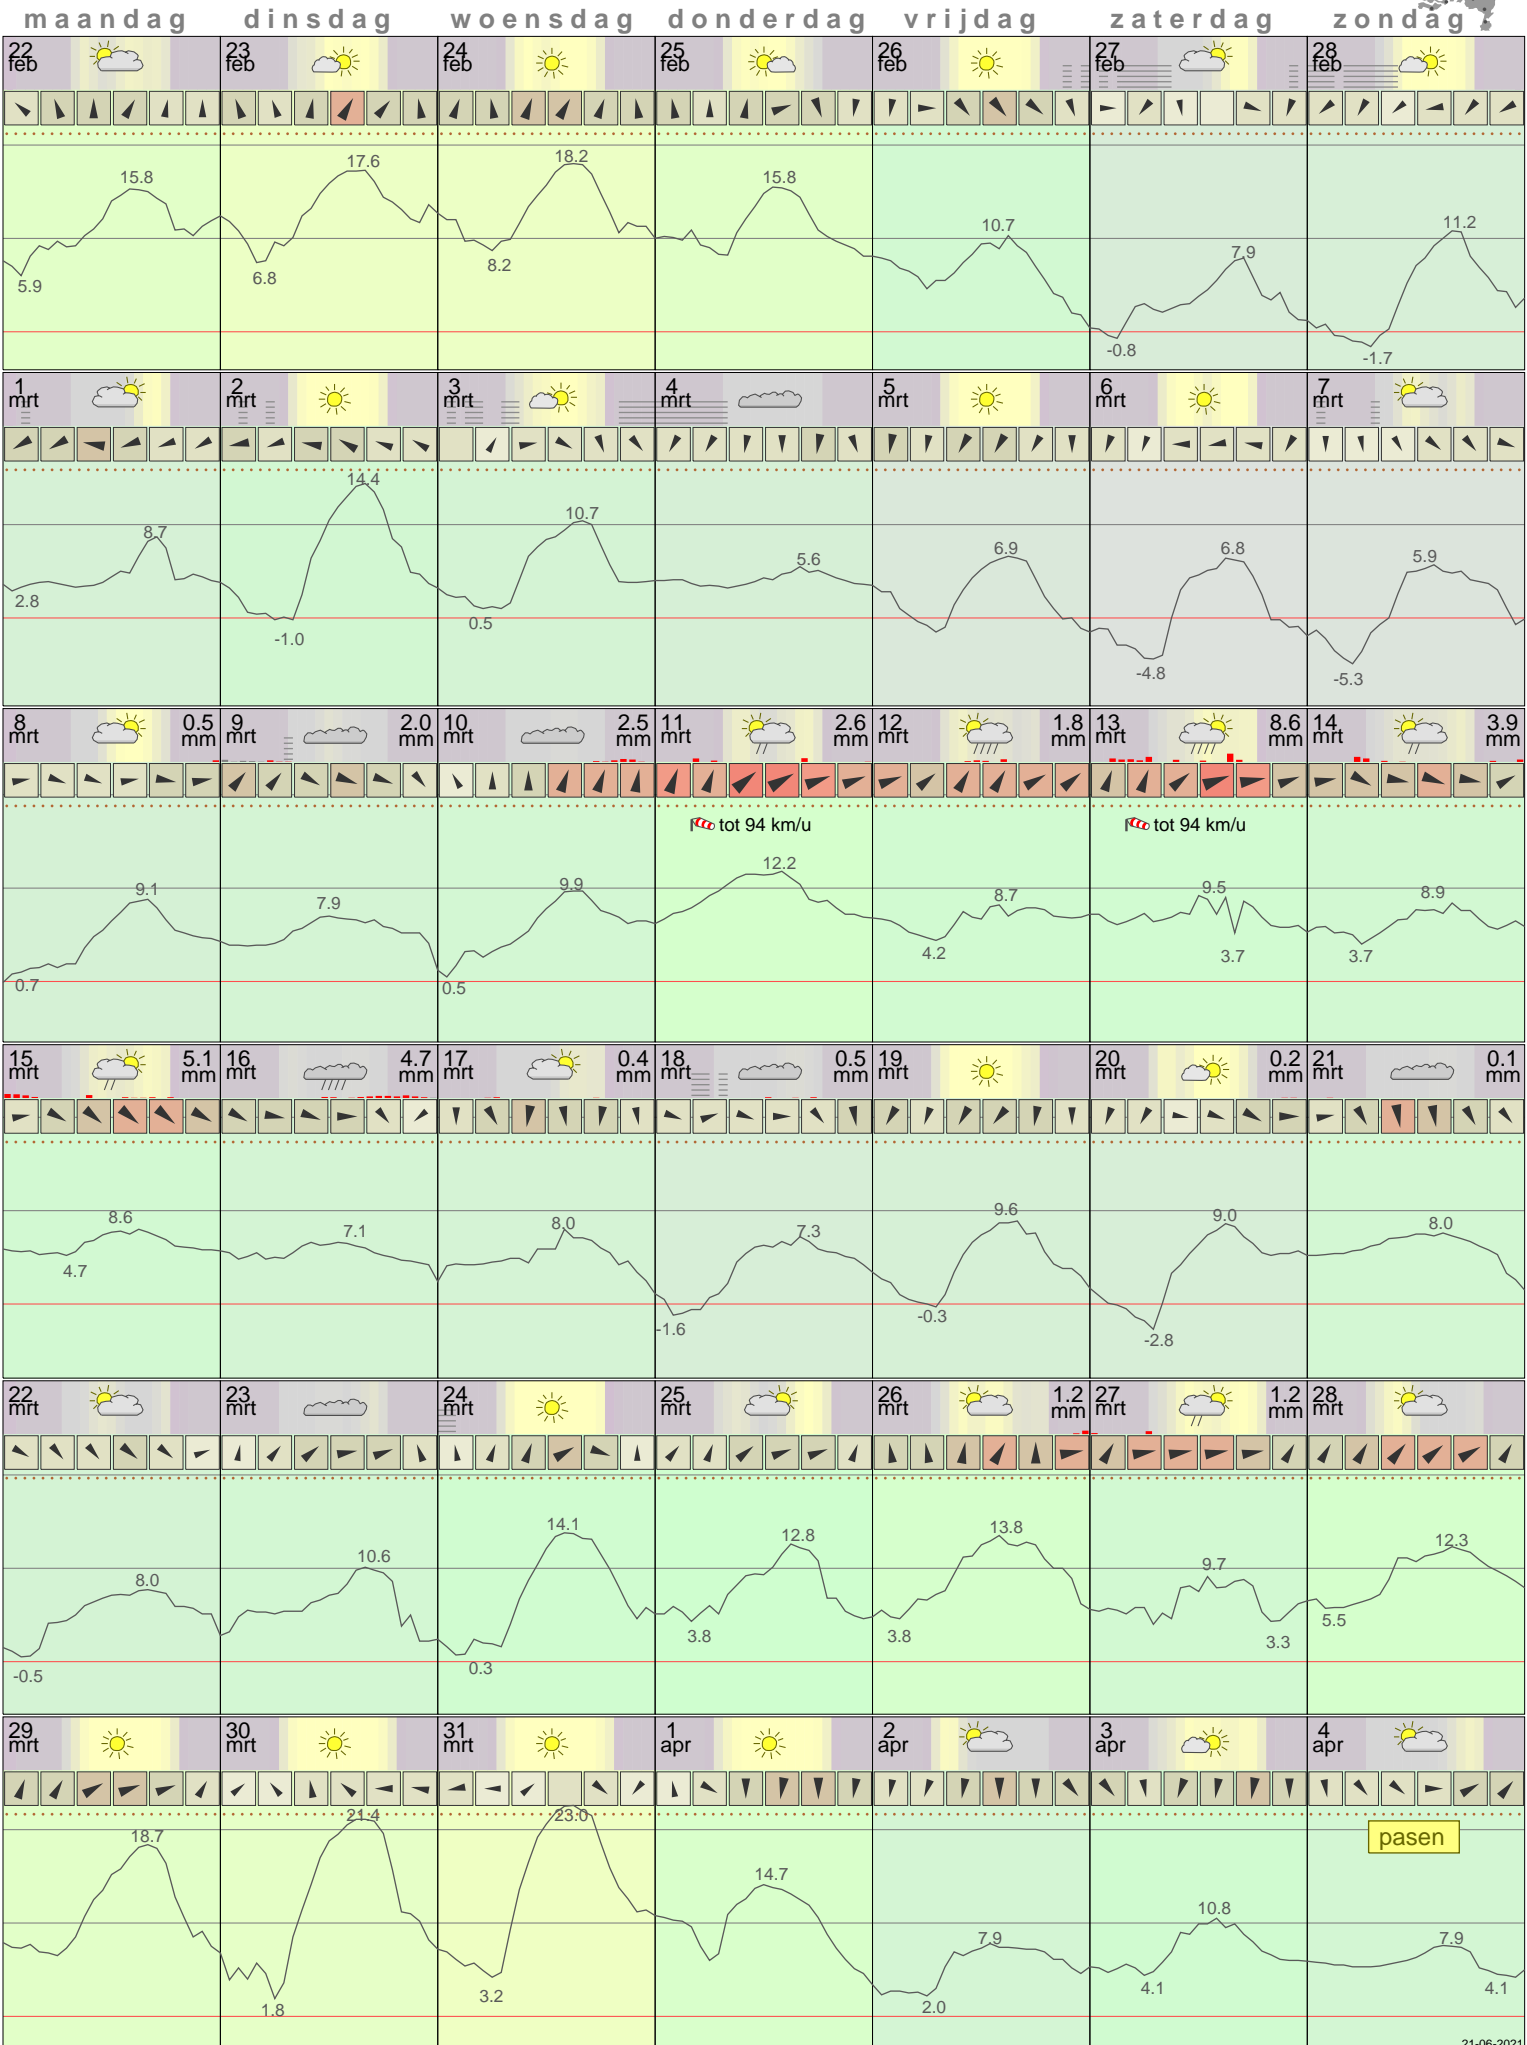 maandag dinsdag woensdag donderdag vrijdag zaterdag zondag
22 feb 23 feb 24 feb 25 feb 26 feb 27 feb 28 feb
15.8 17.6 18.2 15.8 10.7 7.9 11.2
5.9 6.8 8.2 -0.8 -1.7
1 mrt 2 mrt 3 mrt 4 mrt 5 mrt 6 mrt 7 mrt
8.7 14.4 10.7 5.6 6.9 6.8 5.9
2.8 -1.0 0.5 -4.8 -5.3
8 mrt 0.5 mm 9 mrt 2.0 mm 10 mrt 2.5 mm 11 mrt 2.6 mm 12 mrt 1.8 mm 13 mrt 8.6 mm 14 mrt 3.9 mm
tot 94 km/u tot 94 km/u
9.1 7.9 9.9 12.2 8.7 9.5 8.9
0.7 0.5 4.2 3.7 3.7
15 mrt 5.1 mm 16 mrt 4.7 mm 17 mrt 0.4 mm 18 mrt 0.5 mm 19 mrt 20 mrt 0.2 mm 21 mrt 0.1 mm
8.6 7.1 8.0 7.3 9.6 9.0 8.0
4.7 -1.6 -0.3 -2.8
22 mrt 23 mrt 24 mrt 25 mrt 26 mrt 1.2 mm 27 mrt 1.2 mm 28 mrt
8.0 10.6 14.1 12.8 13.8 9.7 12.3
-0.5 0.3 3.8 3.8 3.3 5.5
29 mrt 30 mrt 31 mrt 1 apr 2 apr 3 apr 4 apr
pasen
18.7 21.4 23.0 14.7 7.9 10.8 7.9
1.8 3.2 2.0 4.1 4.1
21-06-2021